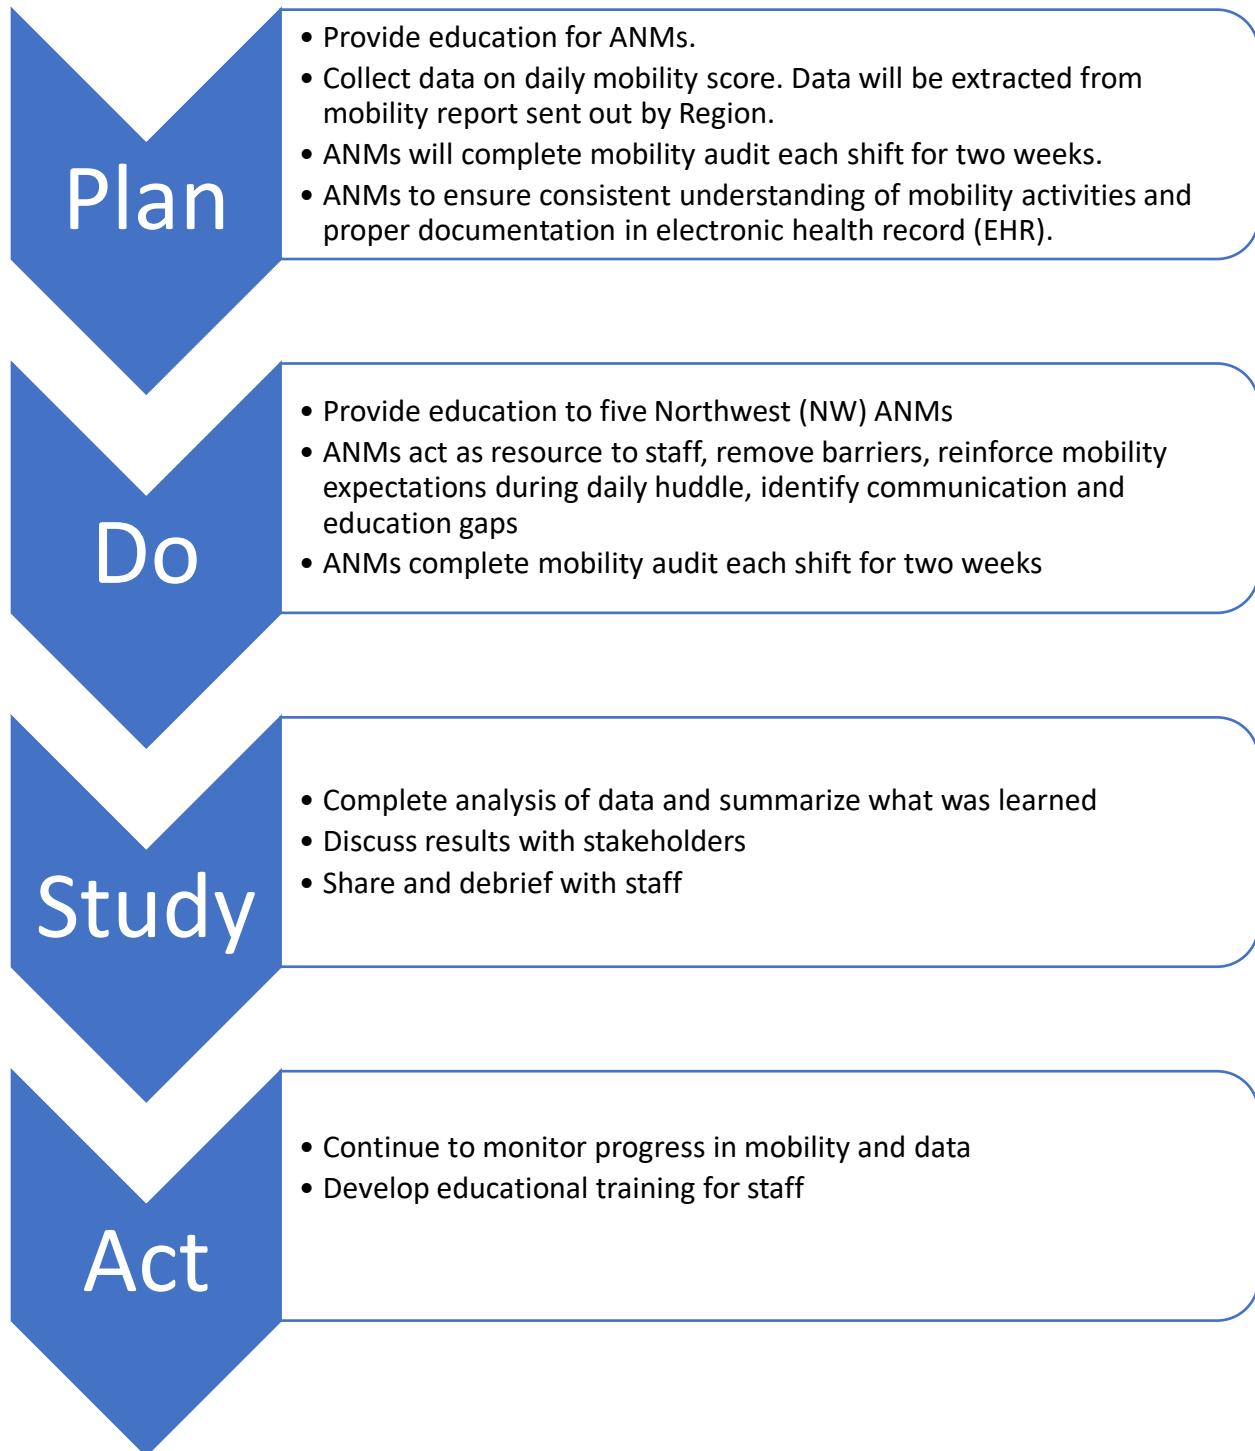 Plan
• Provide education for ANMs.
• Collect data on daily mobility score. Data will be extracted from
mobility report sent out by Region.
• ANMs will complete mobility audit each shift for two weeks.
• ANMs to ensure consistent understanding of mobility activities and
proper documentation in electronic health record (EHR).
Do
• Provide education to five Northwest (NW) ANMs
• ANMs act as resource to staff, remove barriers, reinforce mobility
expectations during daily huddle, identify communication and
education gaps
• ANMs complete mobility audit each shift for two weeks
Study
• Complete analysis of data and summarize what was learned
• Discuss results with stakeholders
• Share and debrief with staff
Act
• Continue to monitor progress in mobility and data
• Develop educational training for staff